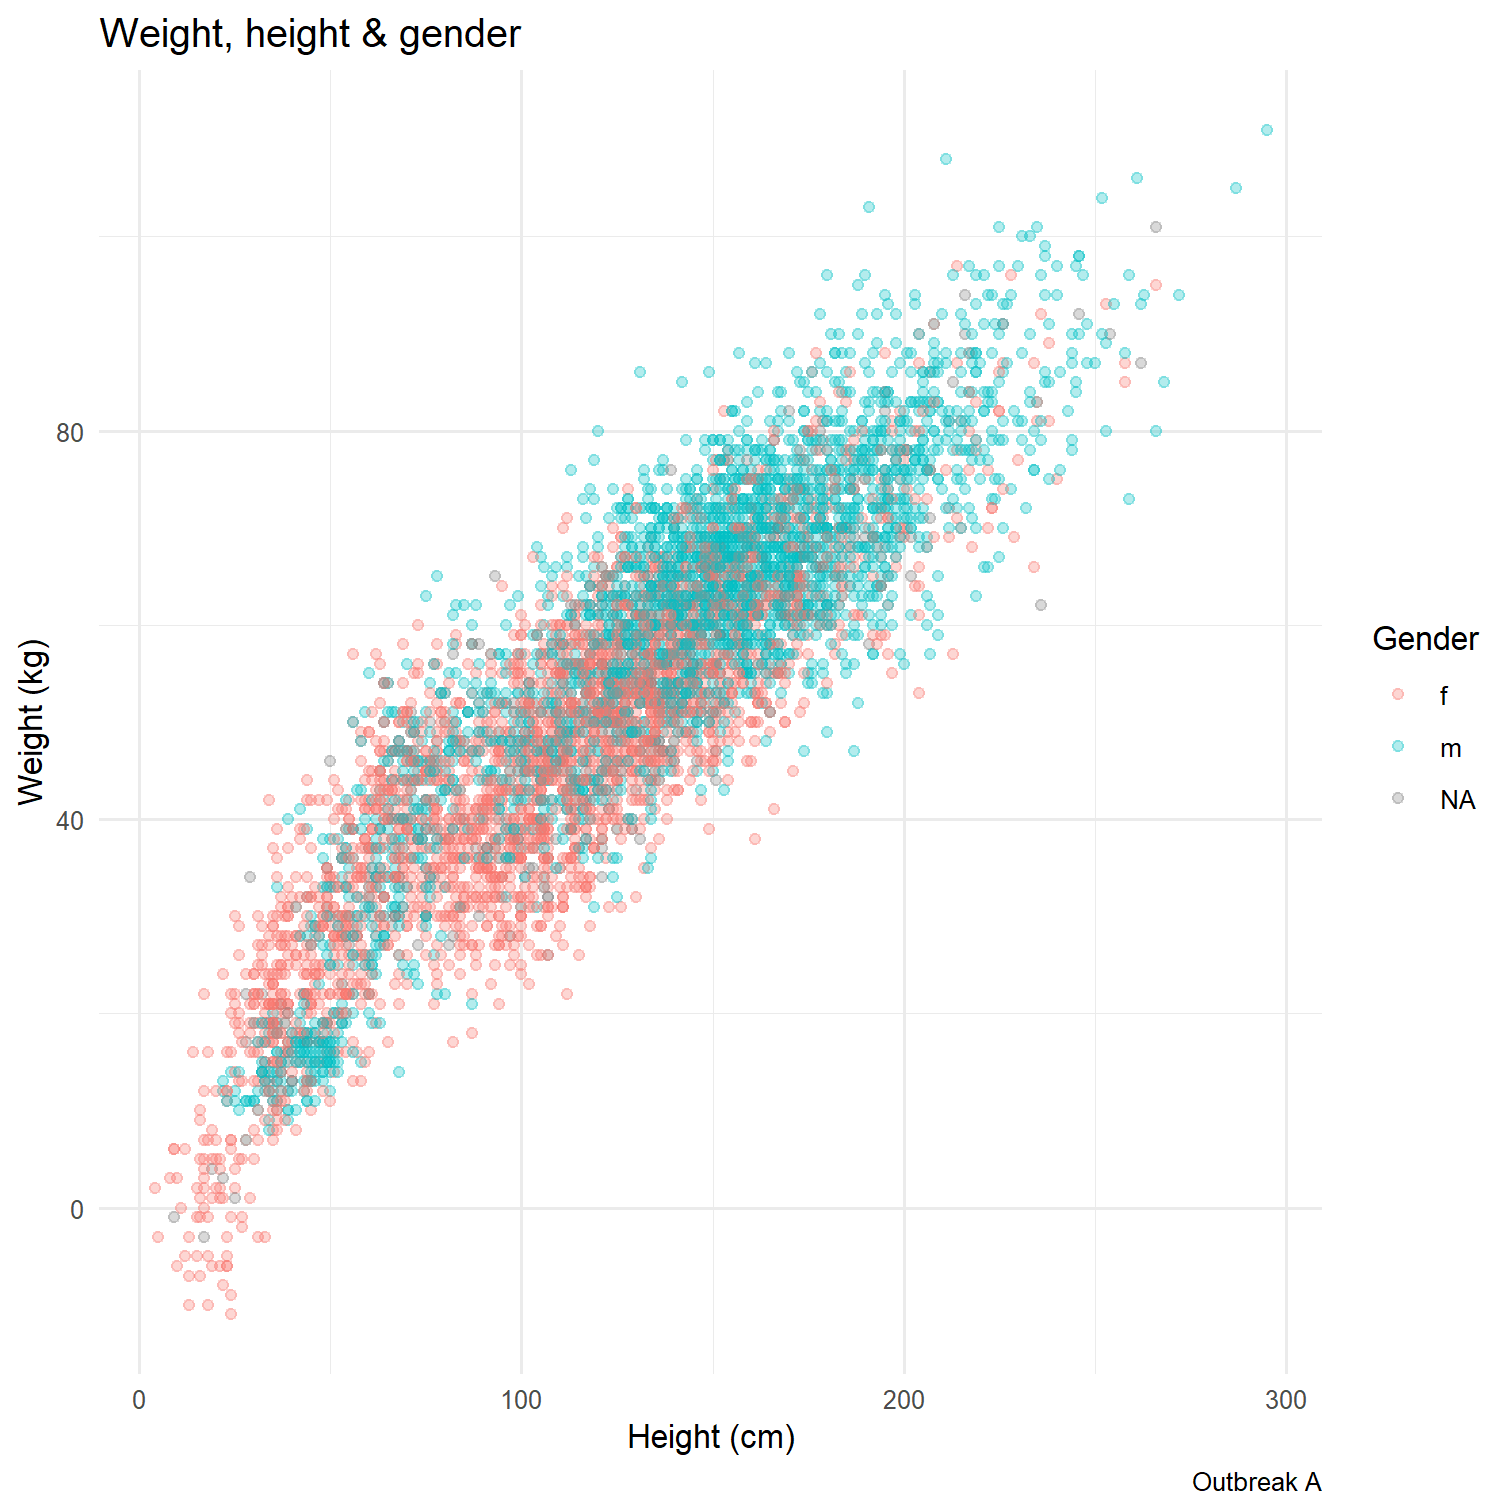 Weight, height & gender
Weight (kg)
80
40
0
0
100
200
300
Height (cm)
Gender
f
m
NA
Outbreak A